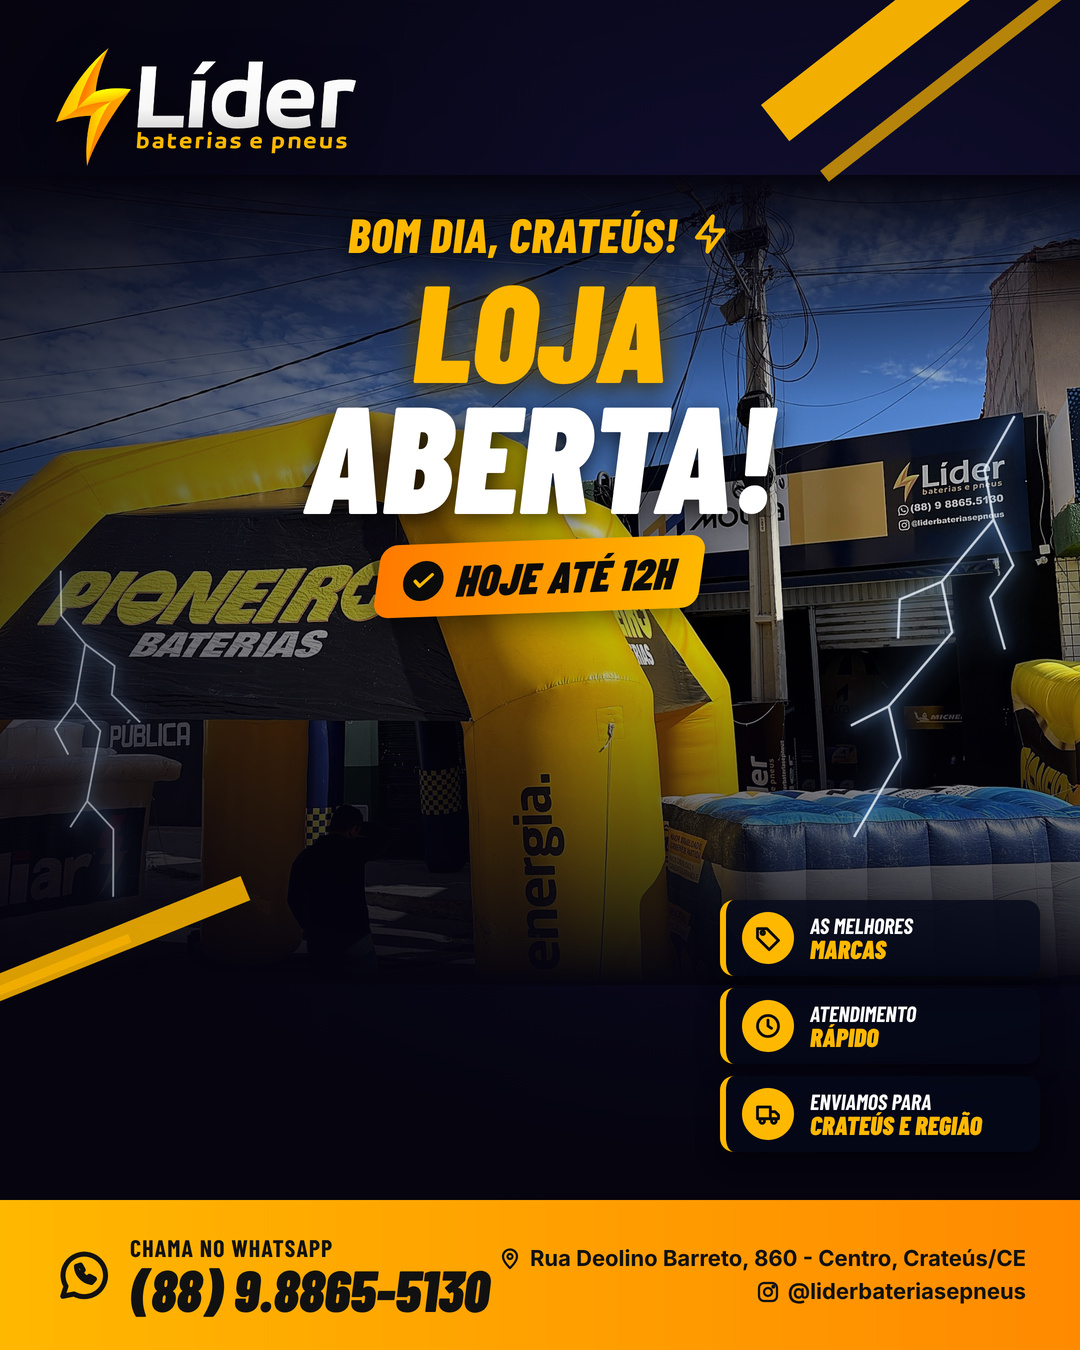 Líder
baterias e pneus
BOM DIA, CRATEÚS!
LOJA
ABERTA!
HOJE ATÉ 12H
Líder
baterias e pneus
(88) 9 8865.5130
@liderbateriasepneus
PIONEIRO
BATERIAS
PÚBLICA
energia.
AS MELHORES
MARCAS
ATENDIMENTO
RÁPIDO
ENVIAMOS PARA
CRATEÚS E REGIÃO
CHAMA NO WHATSAPP
(88) 9.8865-5130
Rua Deolino Barreto, 860 - Centro, Crateús/CE
@liderbateriasepneus